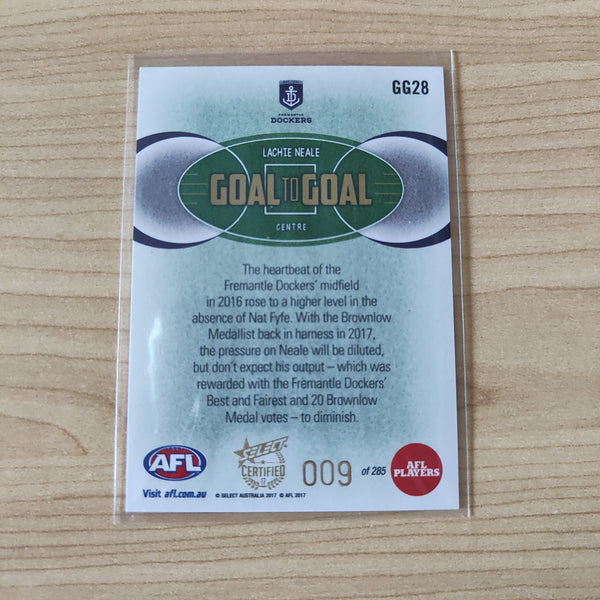 GG28
FREMANTLE
DOCKERS
LACHIE NEALE
GOAL TO GOAL
CENTRE
The heartbeat of the
Fremantle Dockers' midfield
in 2016 rose to a higher level in the
absence of Nat Fyfe. With the Brownlow
Medallist back in harness in 2017,
the pressure on Neale will be diluted,
but don't expect his output – which was
rewarded with the Fremantle Dockers'
Best and Fairest and 20 Brownlow
Medal votes – to diminish.
AFL
Visit afl.com.au
SELECT
CERTIFIED
17
009 of 285
AFL
PLAYERS
© SELECT AUSTRALIA 2017 © AFL 2017